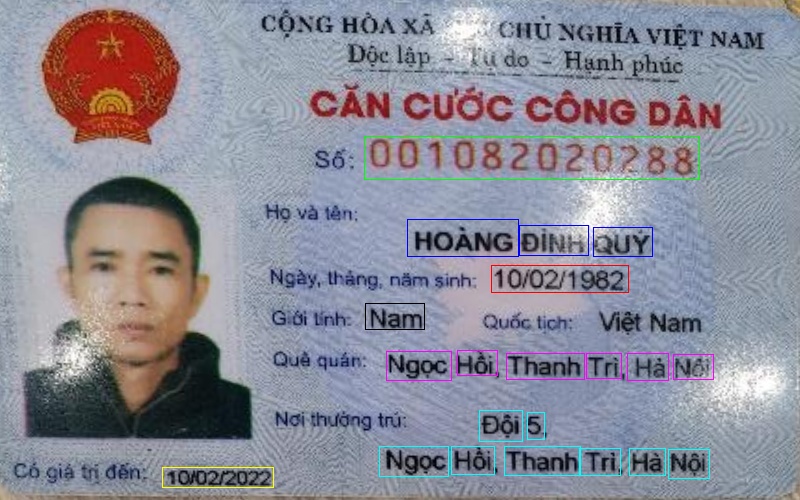 CỘNG HÒA XÃ CHỦ NGHĨA VIỆT NAM
Độc lập - Tự do - Hạnh phúc
CĂN CƯỚC CÔNG DÂN
Số: 001082020288
Họ và tên:
HOÀNG ĐÌNH QUÝ
Ngày, tháng, năm sinh: 10/02/1982
Giới tính: Nam Quốc tịch: Việt Nam
Quê quán: Ngọc Hồi, Thanh Trì, Hà Nội
Nơi thường trú: Đội 5,
Ngọc Hồi, Thanh Trì, Hà Nội
Có giá trị đến: 10/02/2022